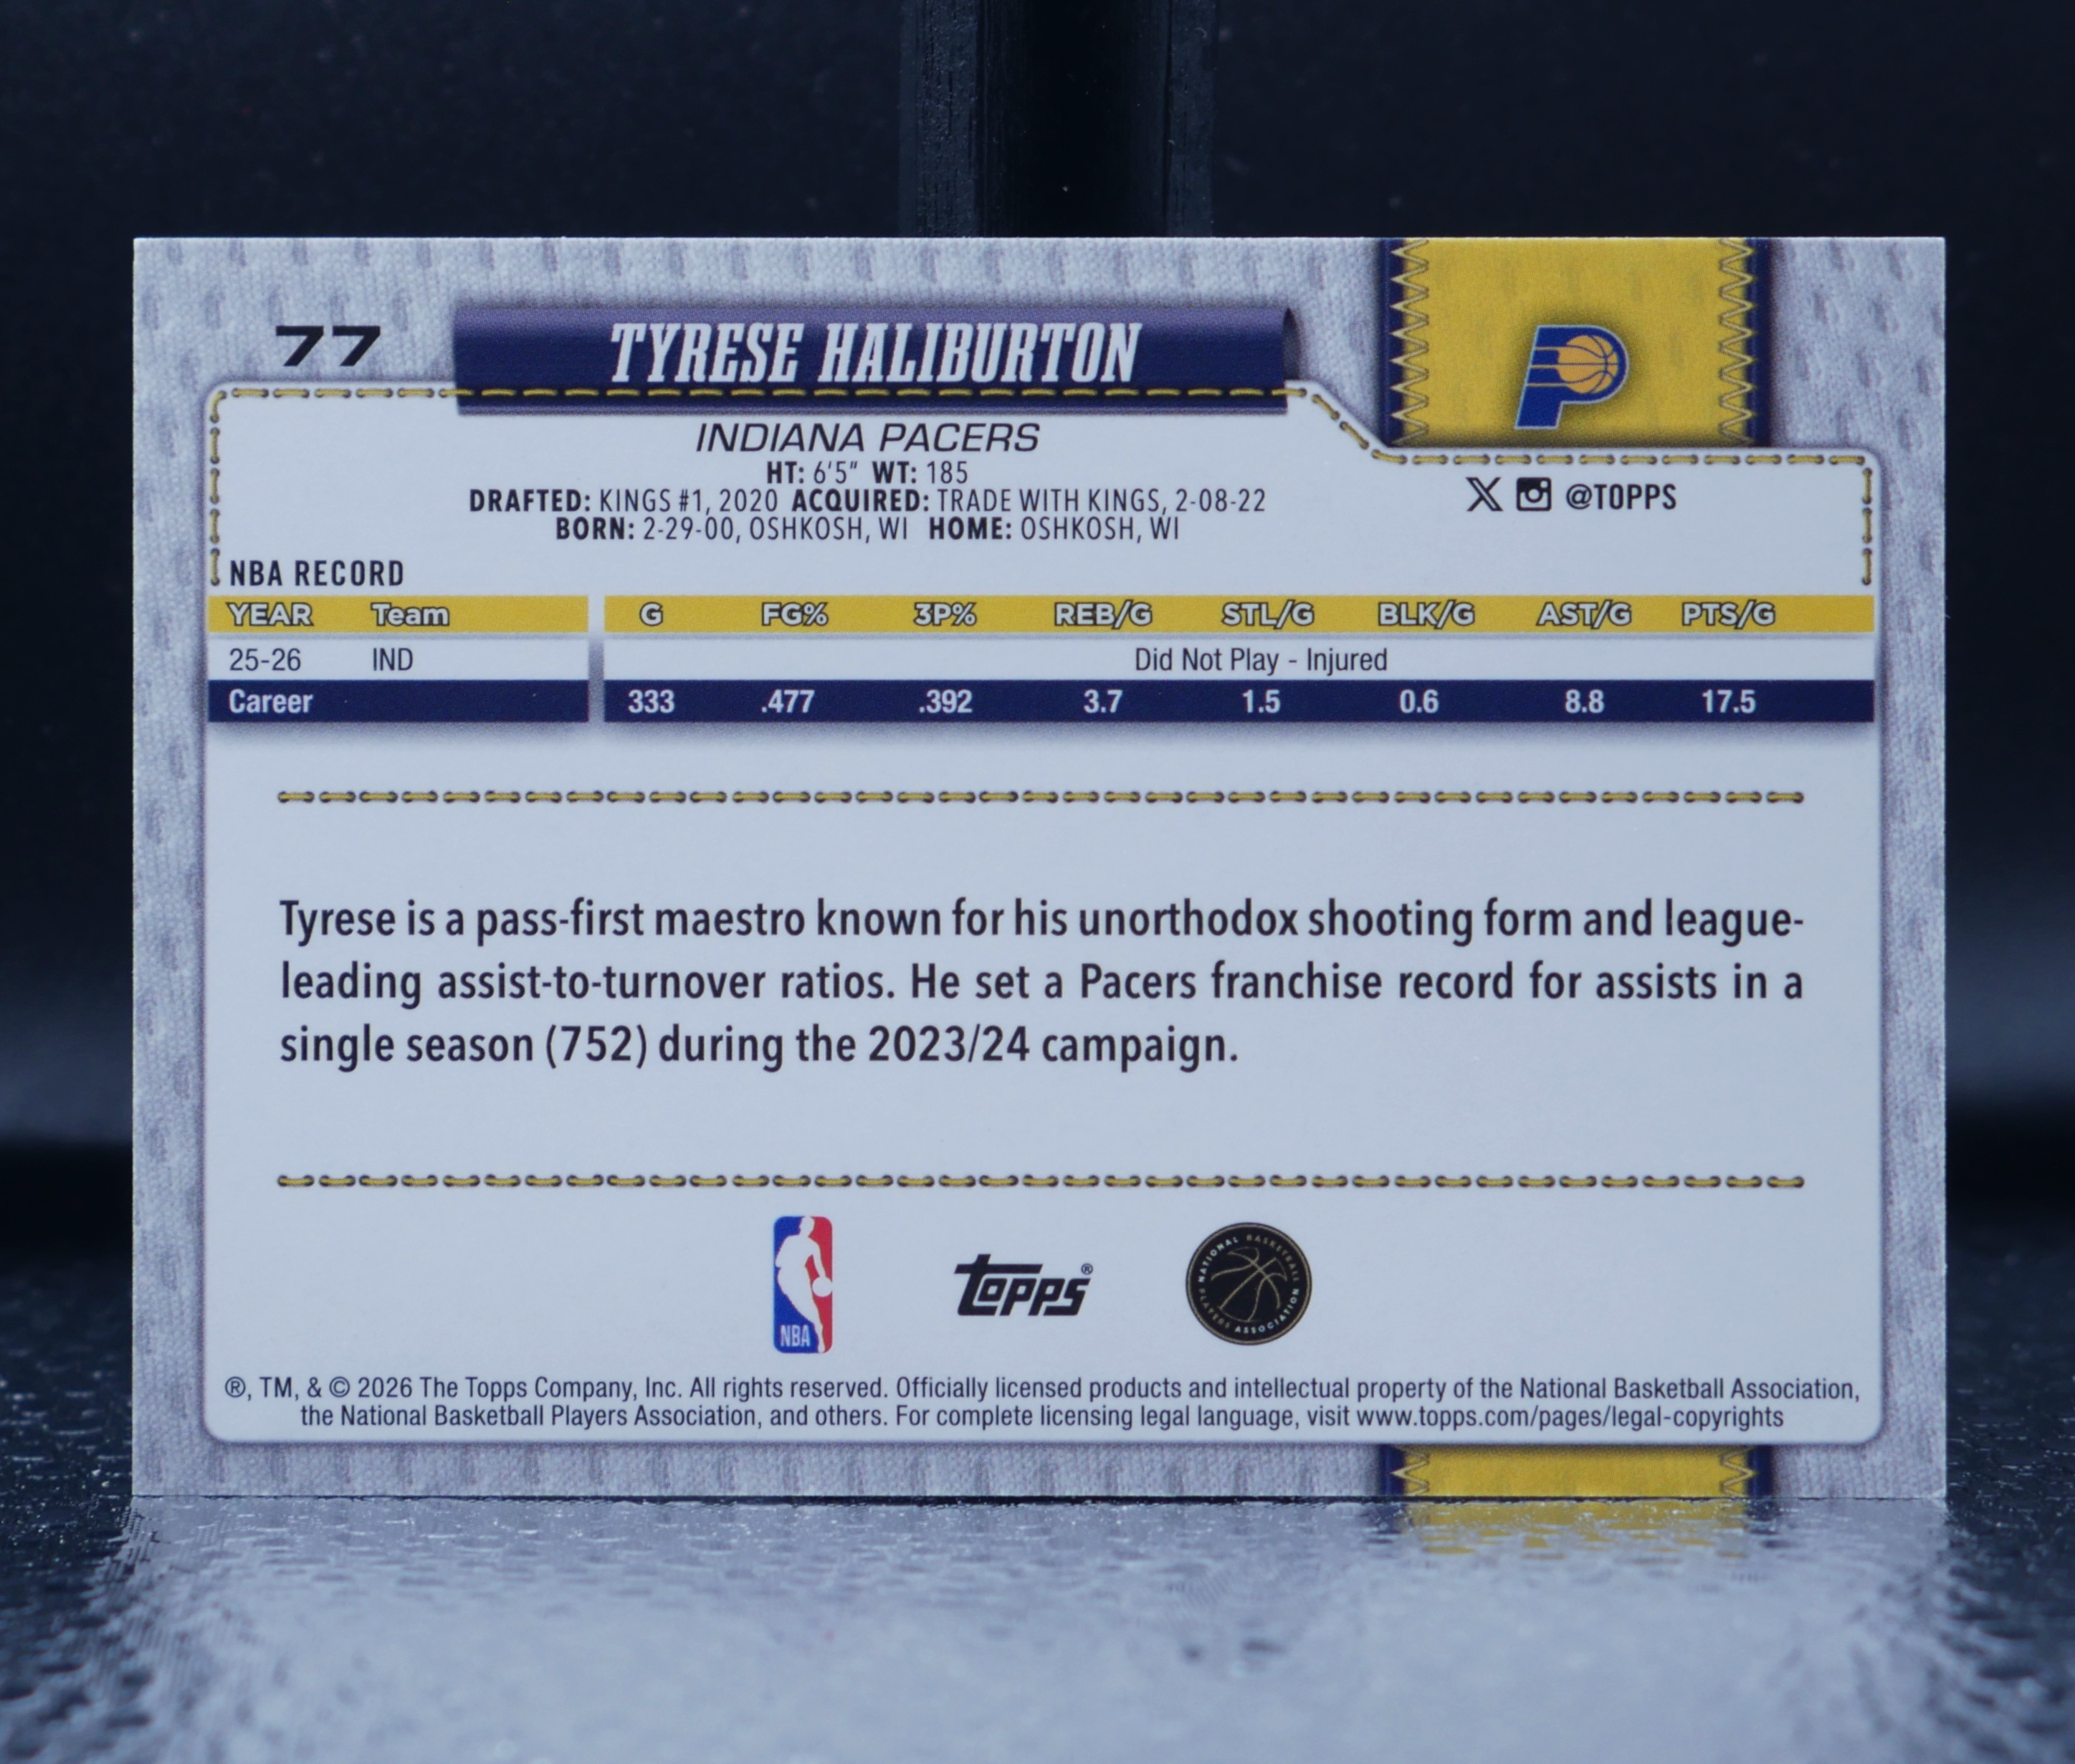 77
TYRESE HALIBURTON
INDIANA PACERS
HT: 6'5" WT: 185
DRAFTED: KINGS #1, 2020 ACQUIRED: TRADE WITH KINGS, 2-08-22
BORN: 2-29-00, OSHKOSH, WI HOME: OSHKOSH, WI
@TOPPS
NBA RECORD
YEAR Team G FG% 3P% REB/G STL/G BLK/G AST/G PTS/G
25-26 IND Did Not Play - Injured
Career 333 .477 .392 3.7 1.5 0.6 8.8 17.5
Tyrese is a pass-first maestro known for his unorthodox shooting form and league-
leading assist-to-turnover ratios. He set a Pacers franchise record for assists in a
single season (752) during the 2023/24 campaign.
NBA
Topps®
NATIONAL BASKETBALL PLAYERS ASSOCIATION
®, TM, & © 2026 The Topps Company, Inc. All rights reserved. Officially licensed products and intellectual property of the National Basketball Association,
the National Basketball Players Association, and others. For complete licensing legal language, visit www.topps.com/pages/legal-copyrights